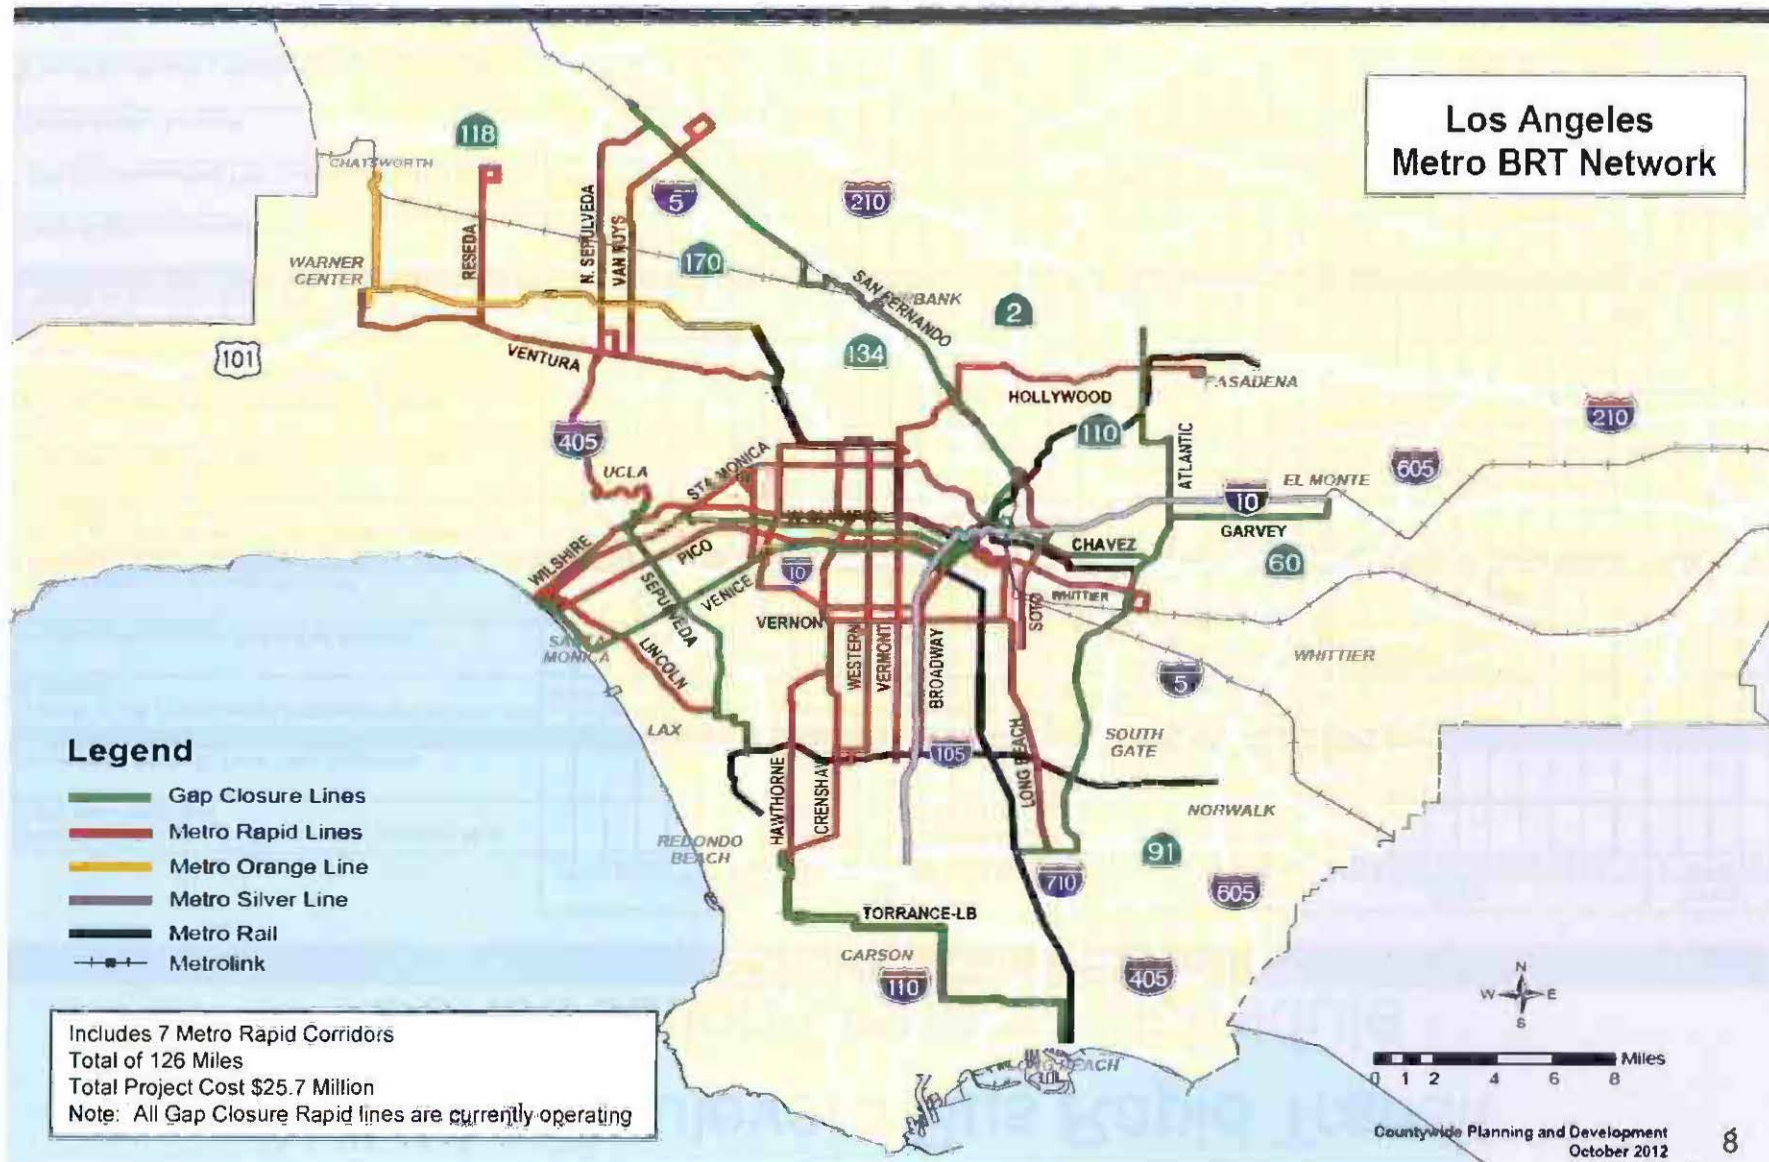 Los Angeles
Metro BRT Network
118
CHATSWORTH
5
210
N. SEPULVEDA
VAN NUYS
RESEDA
WARNER
CENTER
170
SAN FERNANDO
2
101
VENTURA
134
HOLLYWOOD
PASADENA
210
110
405
STA MONICA
ATLANTIC
605
UCLA
EL MONTE
10
GARVEY
WILSHIRE
PICO
CHAVEZ
60
10
SEPULVEDA
VENICE
WHITTIER
SOTO
VERNON
SANTA
MONICA
LINCOLN
WESTERN
VERMONT
BROADWAY
WHITTIER
5
LAX
SOUTH
GATE
105
LONG BEACH
HAWTHORNE
CRENSHAW
NORWALK
REDONDO
BEACH
91
710
605
TORRANCE-LB
CARSON
110
405
LONG BEACH
Legend
Gap Closure Lines
Metro Rapid Lines
Metro Orange Line
Metro Silver Line
Metro Rail
Metrolink
Includes 7 Metro Rapid Corridors
Total of 126 Miles
Total Project Cost $25.7 Million
Note: All Gap Closure Rapid lines are currently operating
N
W E
S
Miles
0 1 2 4 6 8
Countywide Planning and Development
October 2012
8